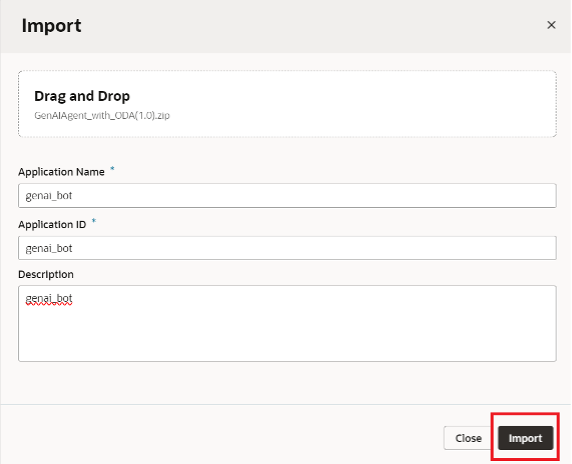 Import
×
Drag and Drop
GenAIAgent_with_ODA(1.0).zip
Application Name *
genai_bot
Application ID *
genai_bot
Description
genai_bot
Close
Import